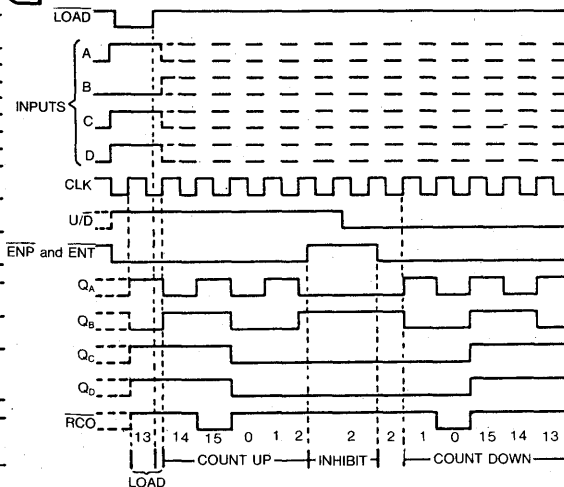 LOAD
A
B
INPUTS
C
D
CLK
U/D
ENP and ENT
QA
QB
QC
QD
RCO
13 14 15 0 1 2 2 2 1 0 15 14 13
COUNT UP INHIBIT COUNT DOWN
LOAD